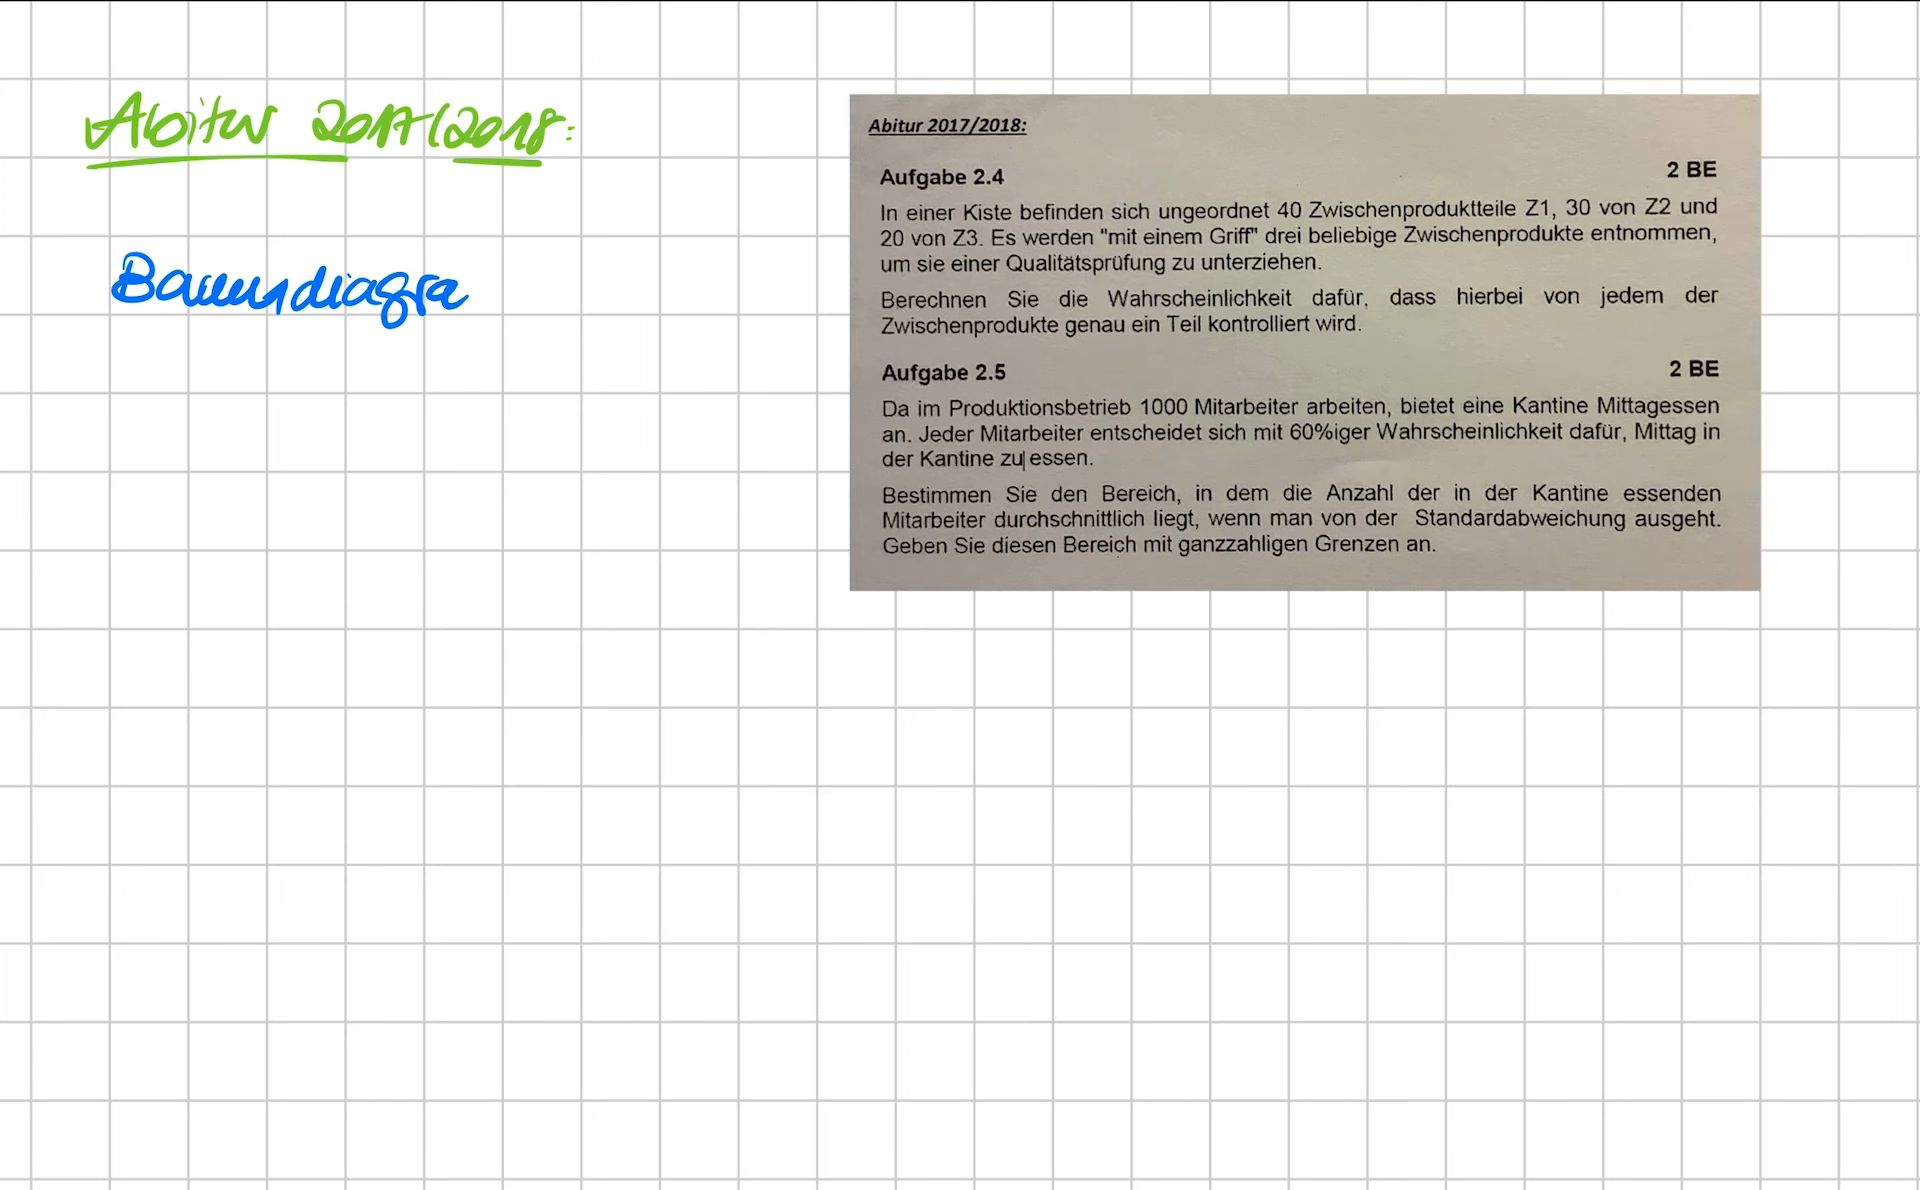 Abitur 2017/2018:
Baumdiagra
Abitur 2017/2018:
Aufgabe 2.4 2 BE
In einer Kiste befinden sich ungeordnet 40 Zwischenproduktteile Z1, 30 von Z2 und
20 von Z3. Es werden "mit einem Griff" drei beliebige Zwischenprodukte entnommen,
um sie einer Qualitätsprüfung zu unterziehen.
Berechnen Sie die Wahrscheinlichkeit dafür, dass hierbei von jedem der
Zwischenprodukte genau ein Teil kontrolliert wird.
Aufgabe 2.5 2 BE
Da im Produktionsbetrieb 1000 Mitarbeiter arbeiten, bietet eine Kantine Mittagessen
an. Jeder Mitarbeiter entscheidet sich mit 60%iger Wahrscheinlichkeit dafür, Mittag in
der Kantine zu essen.
Bestimmen Sie den Bereich, in dem die Anzahl der in der Kantine essenden
Mitarbeiter durchschnittlich liegt, wenn man von der Standardabweichung ausgeht.
Geben Sie diesen Bereich mit ganzzahligen Grenzen an.